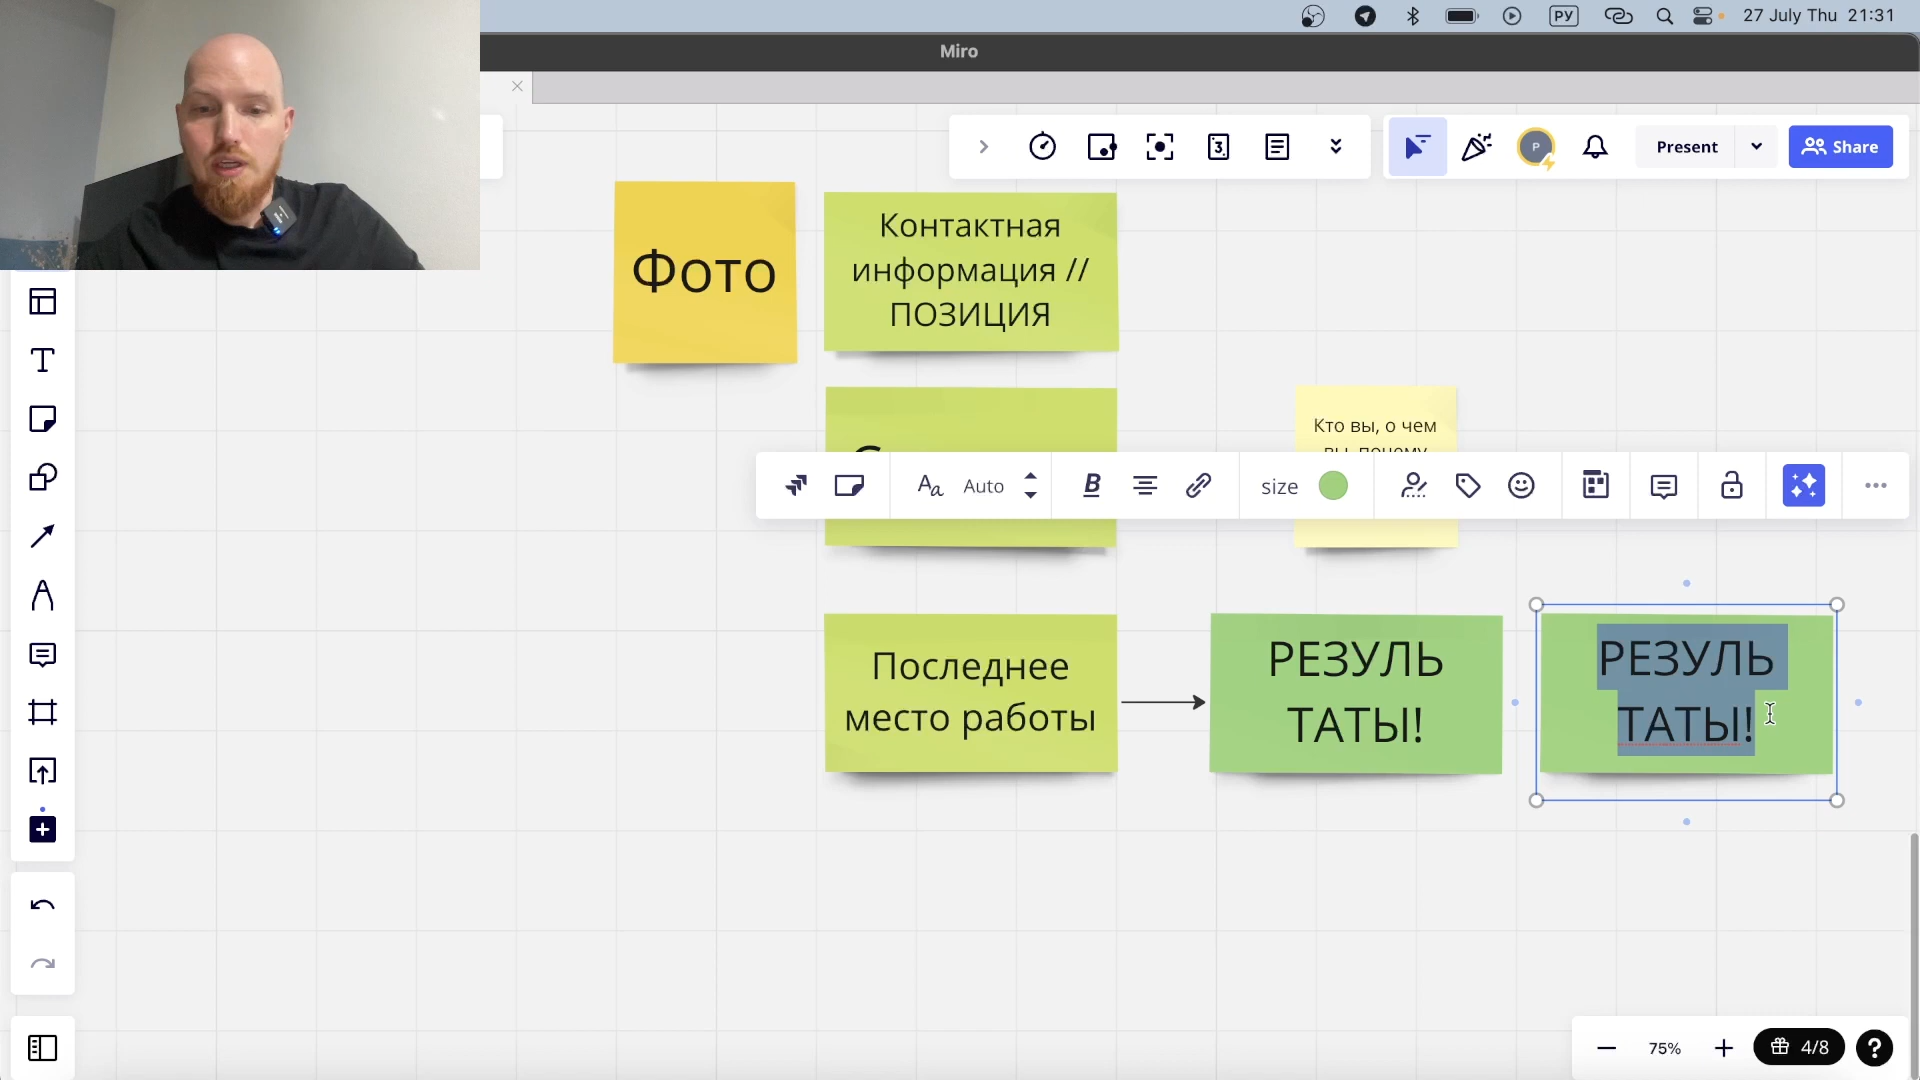 РУ
27 July Thu 21:31
Miro
Present
Share
Фото
Контактная
информация //
ПОЗИЦИЯ
Кто вы, о чем
Auto
size
Последнее
место работы
РЕЗУЛЬ
ТАТЫ!
РЕЗУЛЬ
ТАТЫ!
75%
4/8